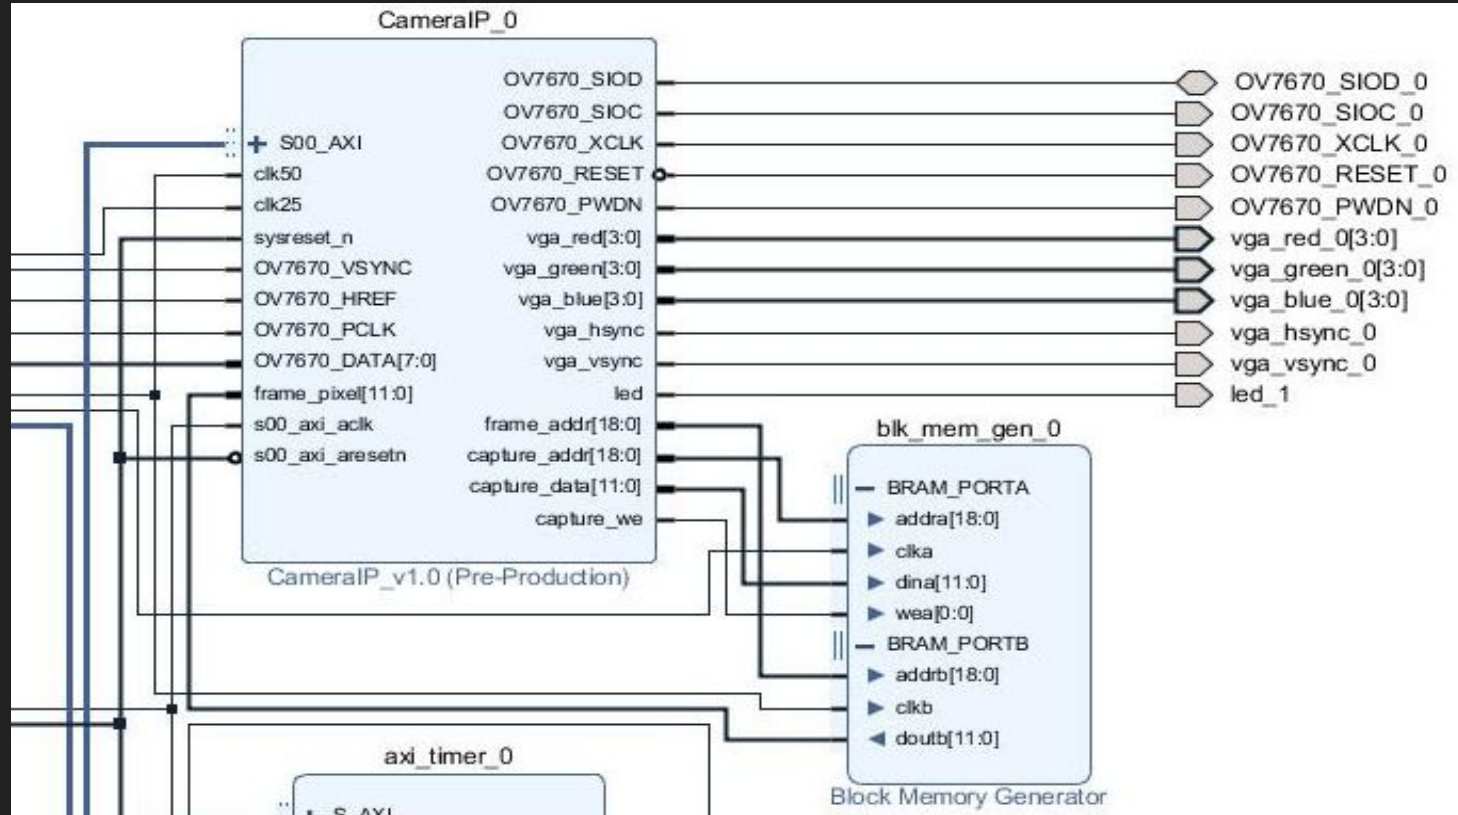 CameraIP_0
OV7670_SIOD
OV7670_SIOC
S00_AXI
OV7670_XCLK
clk50
OV7670_RESET
clk25
OV7670_PWDN
sysreset_n
vga_red[3:0]
OV7670_VSYNC
vga_green[3:0]
OV7670_HREF
vga_blue[3:0]
OV7670_PCLK
vga_hsync
OV7670_DATA[7:0]
vga_vsync
frame_pixel[11:0]
led
s00_axi_aclk
frame_addr[18:0]
s00_axi_aresetn
capture_addr[18:0]
capture_data[11:0]
capture_we
CameraIP_v1.0 (Pre-Production)
OV7670_SIOD_0
OV7670_SIOC_0
OV7670_XCLK_0
OV7670_RESET_0
OV7670_PWDN_0
vga_red_0[3:0]
vga_green_0[3:0]
vga_blue_0[3:0]
vga_hsync_0
vga_vsync_0
led_1
blk_mem_gen_0
BRAM_PORTA
addra[18:0]
clka
dina[11:0]
wea[0:0]
BRAM_PORTB
addrb[18:0]
clkb
doutb[11:0]
Block Memory Generator
axi_timer_0
S_AXI